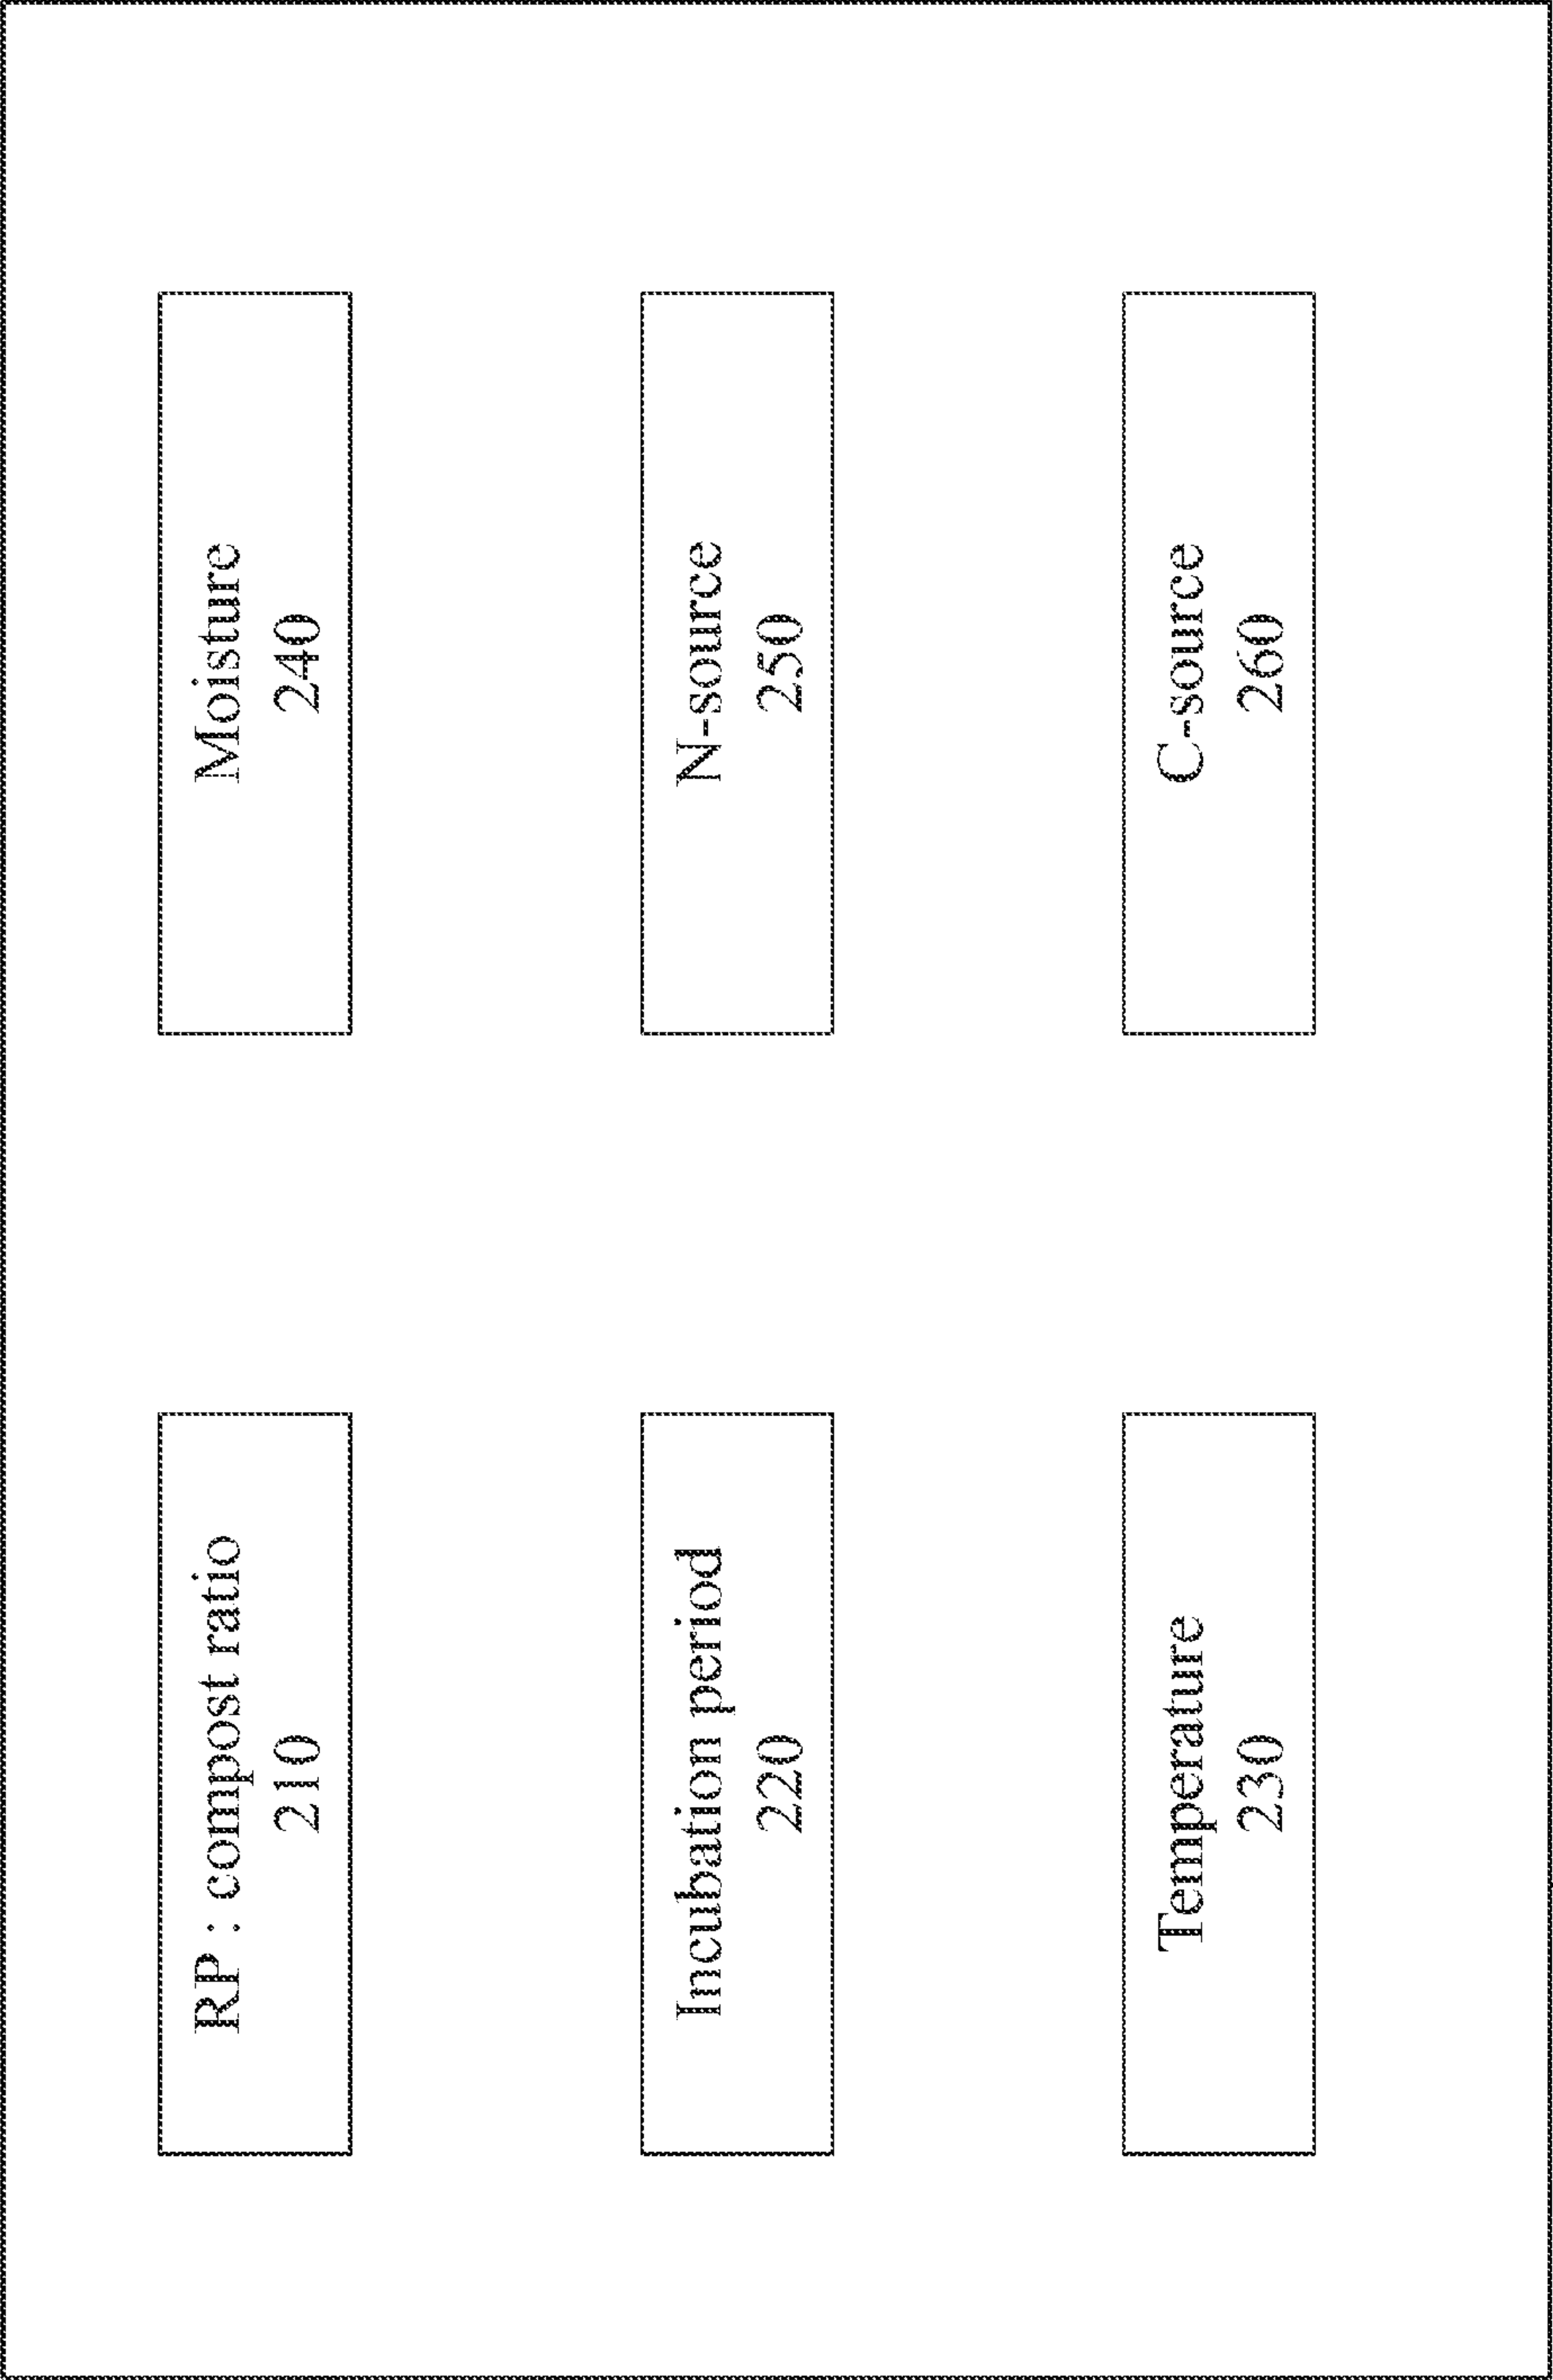 RP : compost ratio
210
Incubation period
220
Temperature
230
Moisture
240
N-source
250
C-source
260